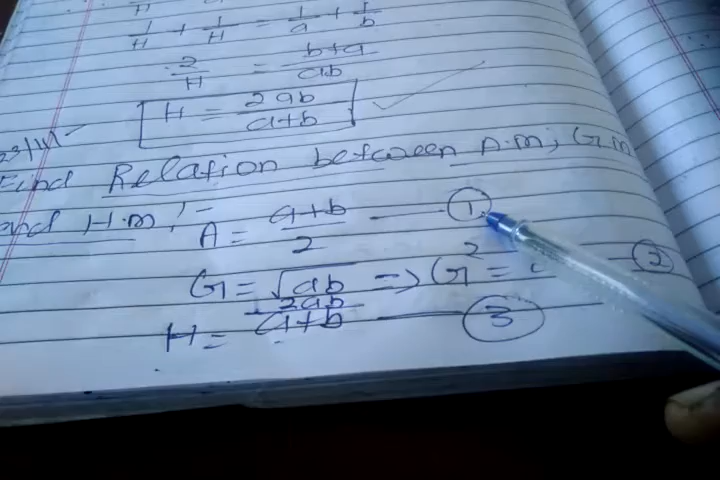 1/H + 1/H = 1/a + 1/b
2/H = b+a/ab
H = 2ab/a+b
Find Relation between A.m, G.m
and H.m! -
A = a+b/2 — 1
G = √ab => G² = 2
H = 2ab/a+b — 3